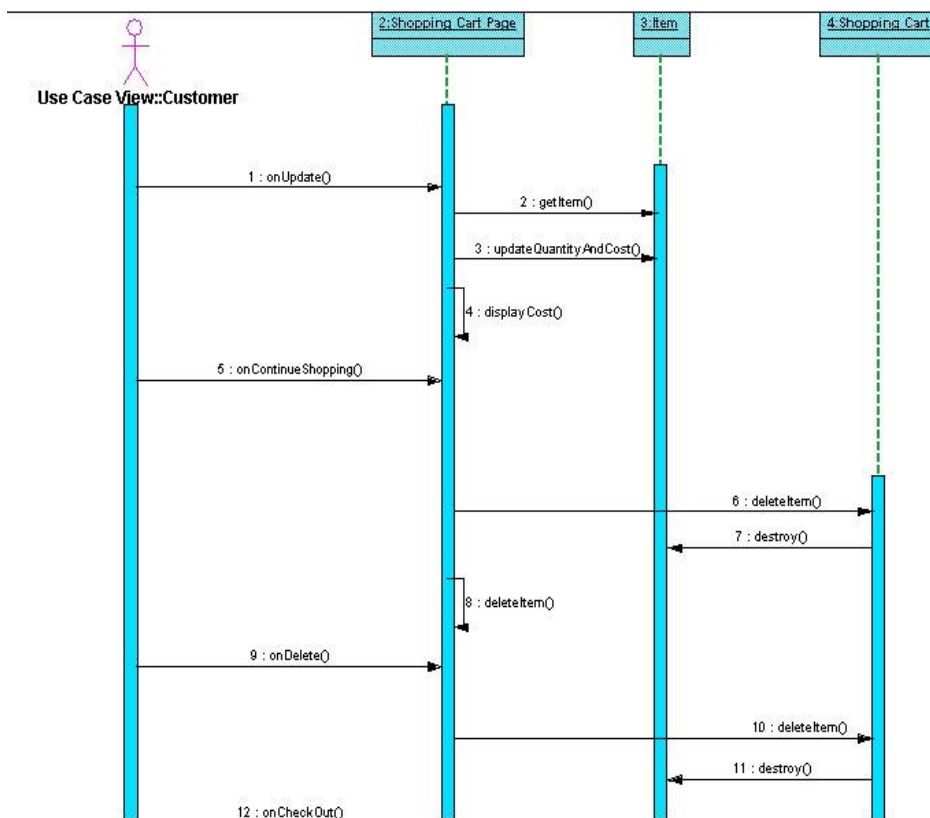 2:Shopping Cart Page
3:Item
4:Shopping Cart
Use Case View::Customer
1 : onUpdate()
2 : getItem()
3 : updateQuantityAndCost()
4 : displayCost()
5 : onContinueShopping()
6 : deleteItem()
7 : destroy()
8 : deleteItem()
9 : onDelete()
10 : deleteItem()
11 : destroy()
12 : onCheckOut()